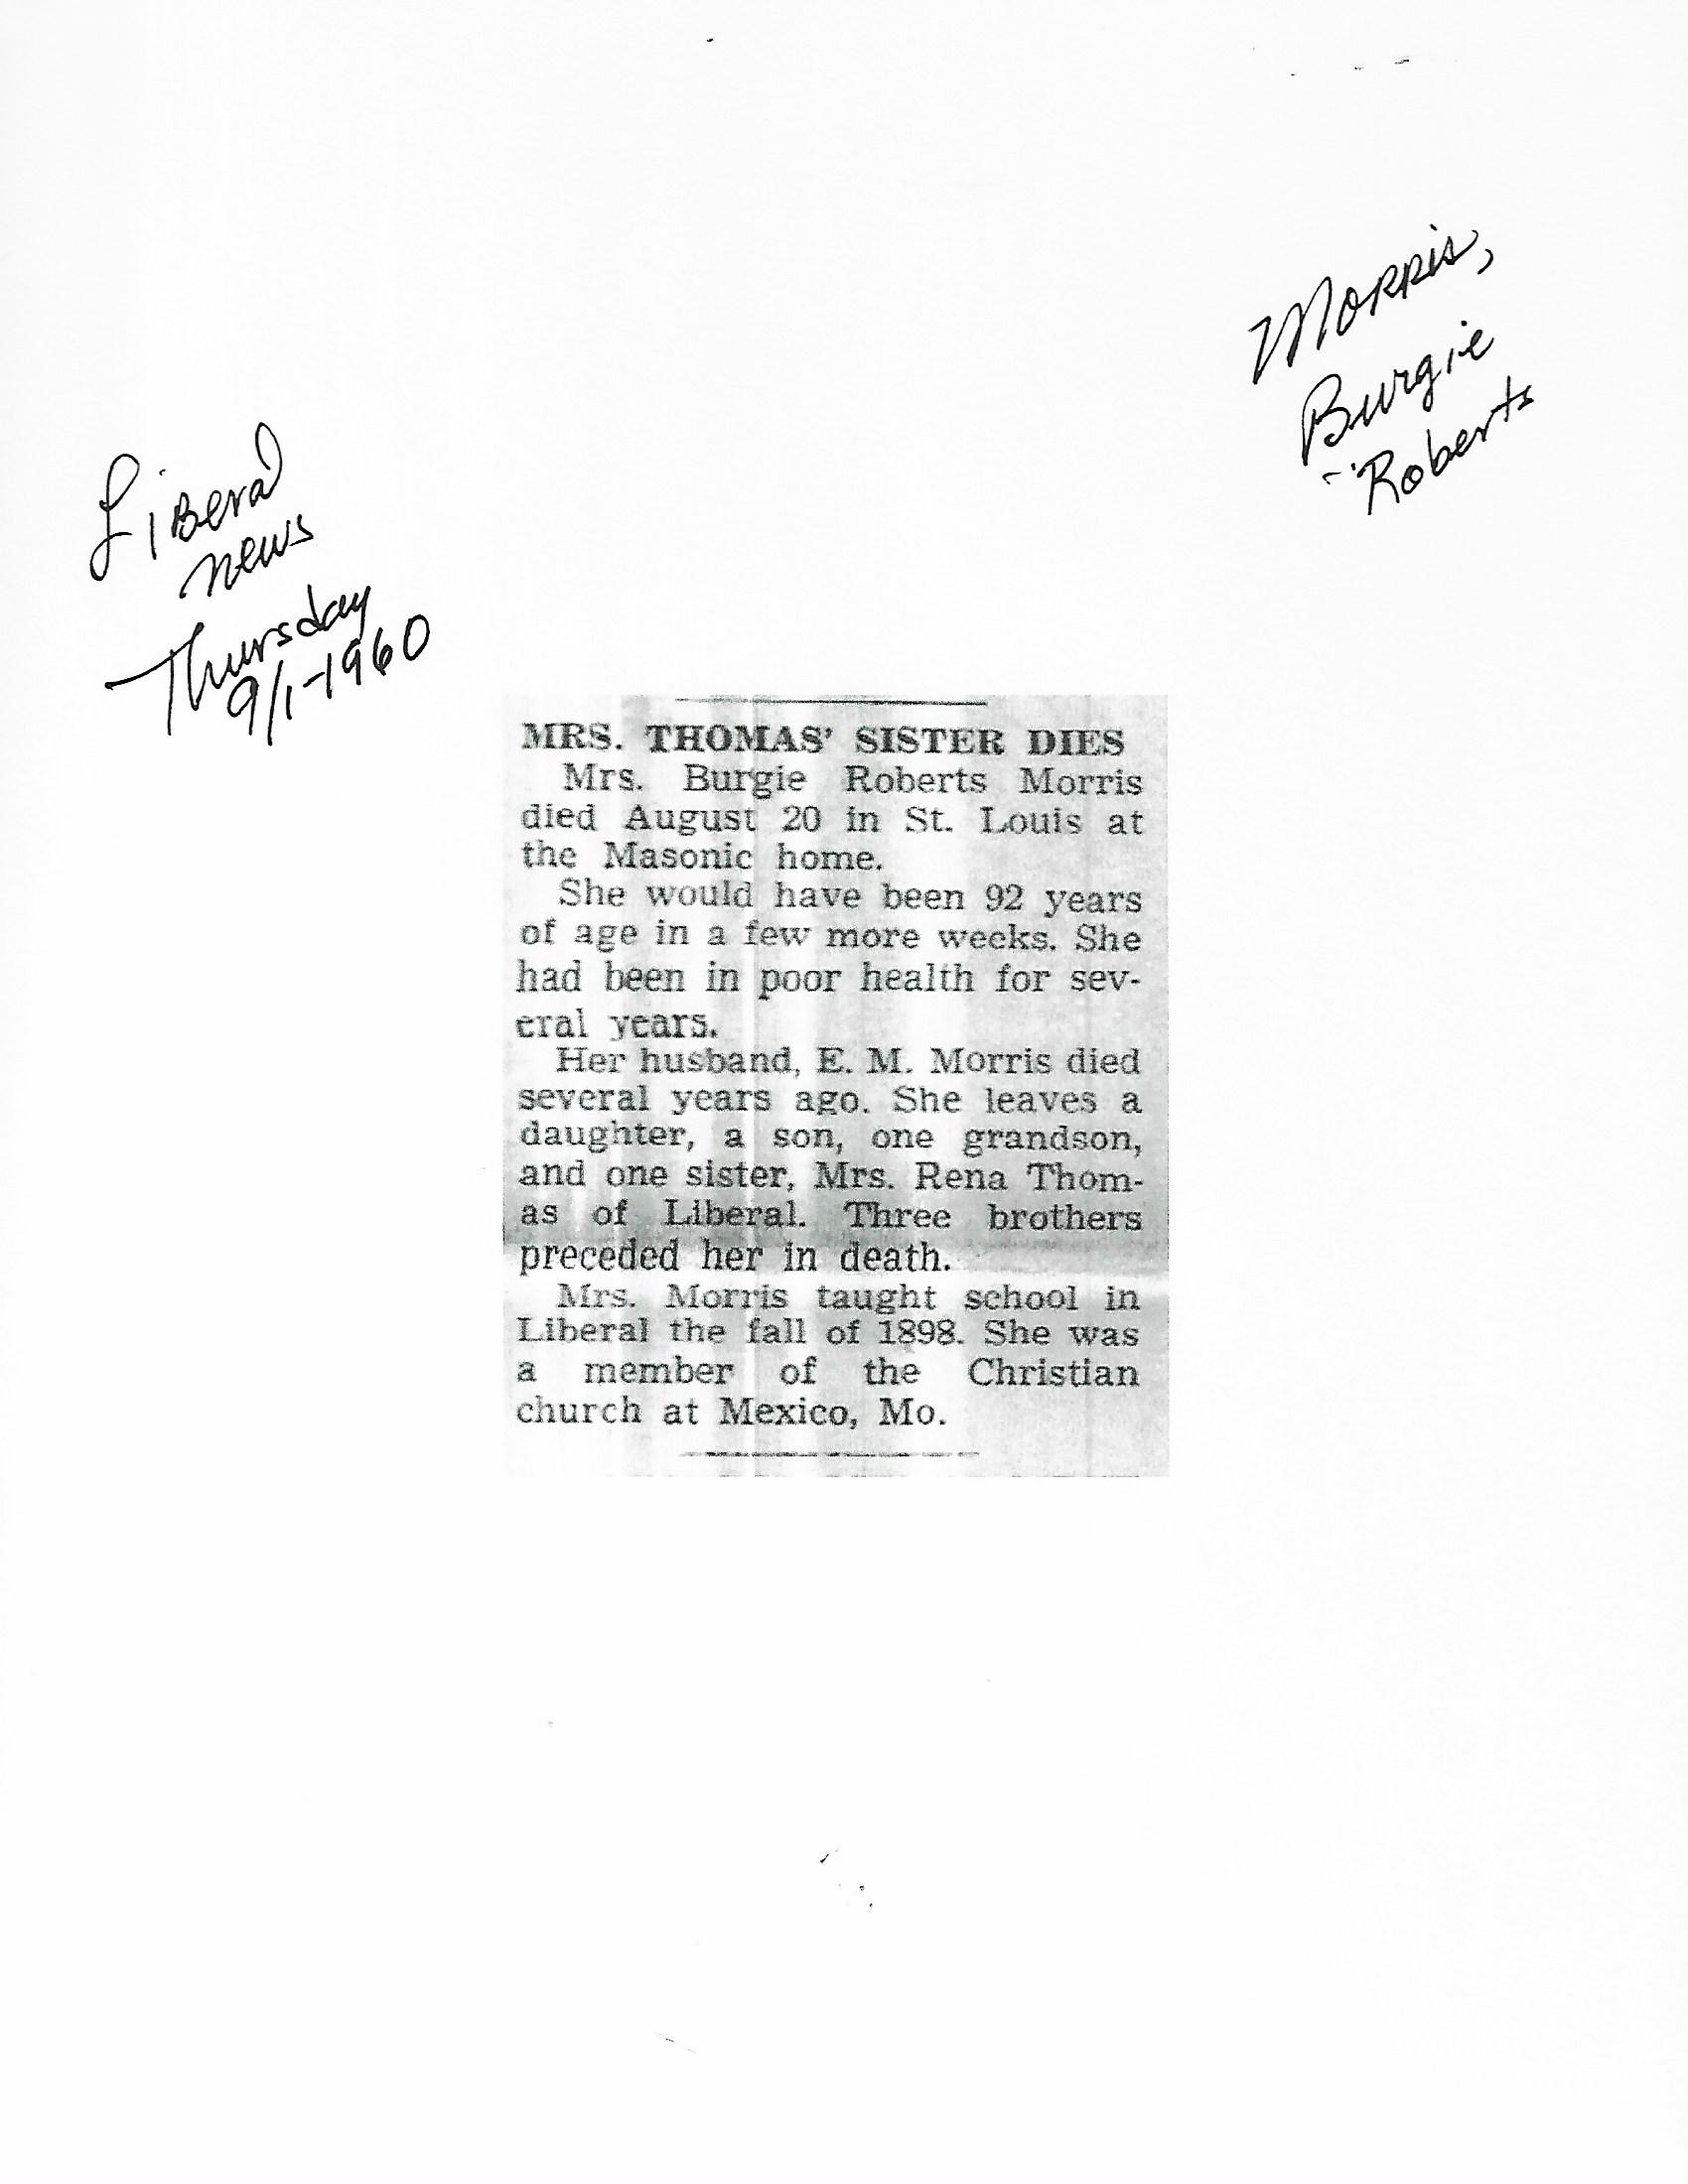 Morris,
Burgie
Roberts
Liberal
News
Thursday
9/1-1960
MRS. THOMAS' SISTER DIES
Mrs. Burgie Roberts Morris
died August 20 in St. Louis at
the Masonic home.
She would have been 92 years
of age in a few more weeks. She
had been in poor health for sev-
eral years.
Her husband, E. M. Morris died
several years ago. She leaves a
daughter, a son, one grandson,
and one sister, Mrs. Rena Thom-
as of Liberal. Three brothers
preceded her in death.
Mrs. Morris taught school in
Liberal the fall of 1898. She was
a member of the Christian
church at Mexico, Mo.